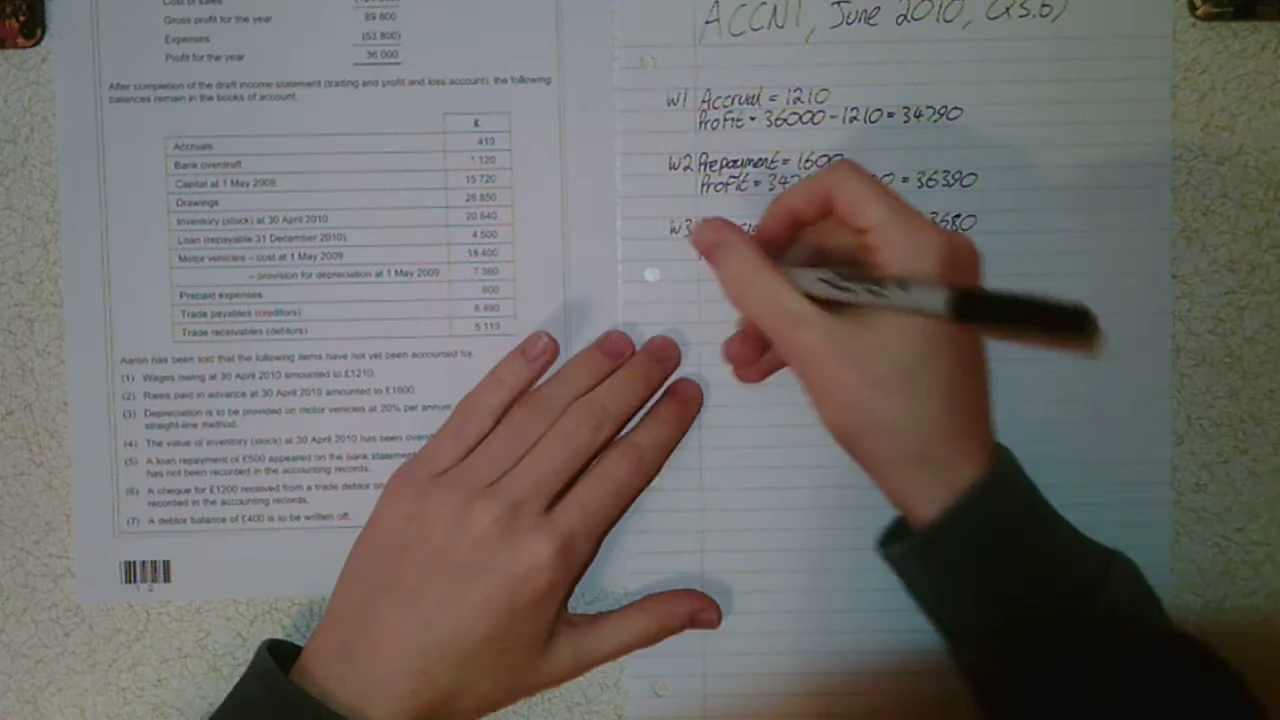 Cost of sales
Gross profit for the year 89 800
Expenses (53 800)
Profit for the year 36 000
After completion of the draft income statement (trading and profit and loss account), the following
balances remain in the books of account.
£
Accruals 410
Bank overdraft 1 120
Capital at 1 May 2009 15 720
Drawings 26 850
Inventory (stock) at 30 April 2010 20 640
Loan (repayable 31 December 2010) 4 500
Motor vehicles – cost at 1 May 2009 18 400
– provision for depreciation at 1 May 2009 7 360
Prepaid expenses 600
Trade payables (creditors) 6 490
Trade receivables (debtors) 5 110
Aaron has been told that the following items have not yet been accounted for.
(1) Wages owing at 30 April 2010 amounted to £1210.
(2) Rates paid in advance at 30 April 2010 amounted to £1600
(3) Depreciation is to be provided on motor vehicles at 20% per annum
straight-line method.
(4) The value of inventory (stock) at 30 April 2010 has been
(5) A loan repayment of £500 appeared on the bank statement
has not been recorded in the accounting records.
(6) A cheque for £1200 received from a trade debtor on
recorded in the accounting records.
(7) A debtor balance of £400 is to be written off.
ACCN1, June 2010, Q3.b)
W1 Accrual = 1210
Profit = 36000 - 1210 = 34790
W2 Prepayment = 1600
Profit = = 36390
W3 3680